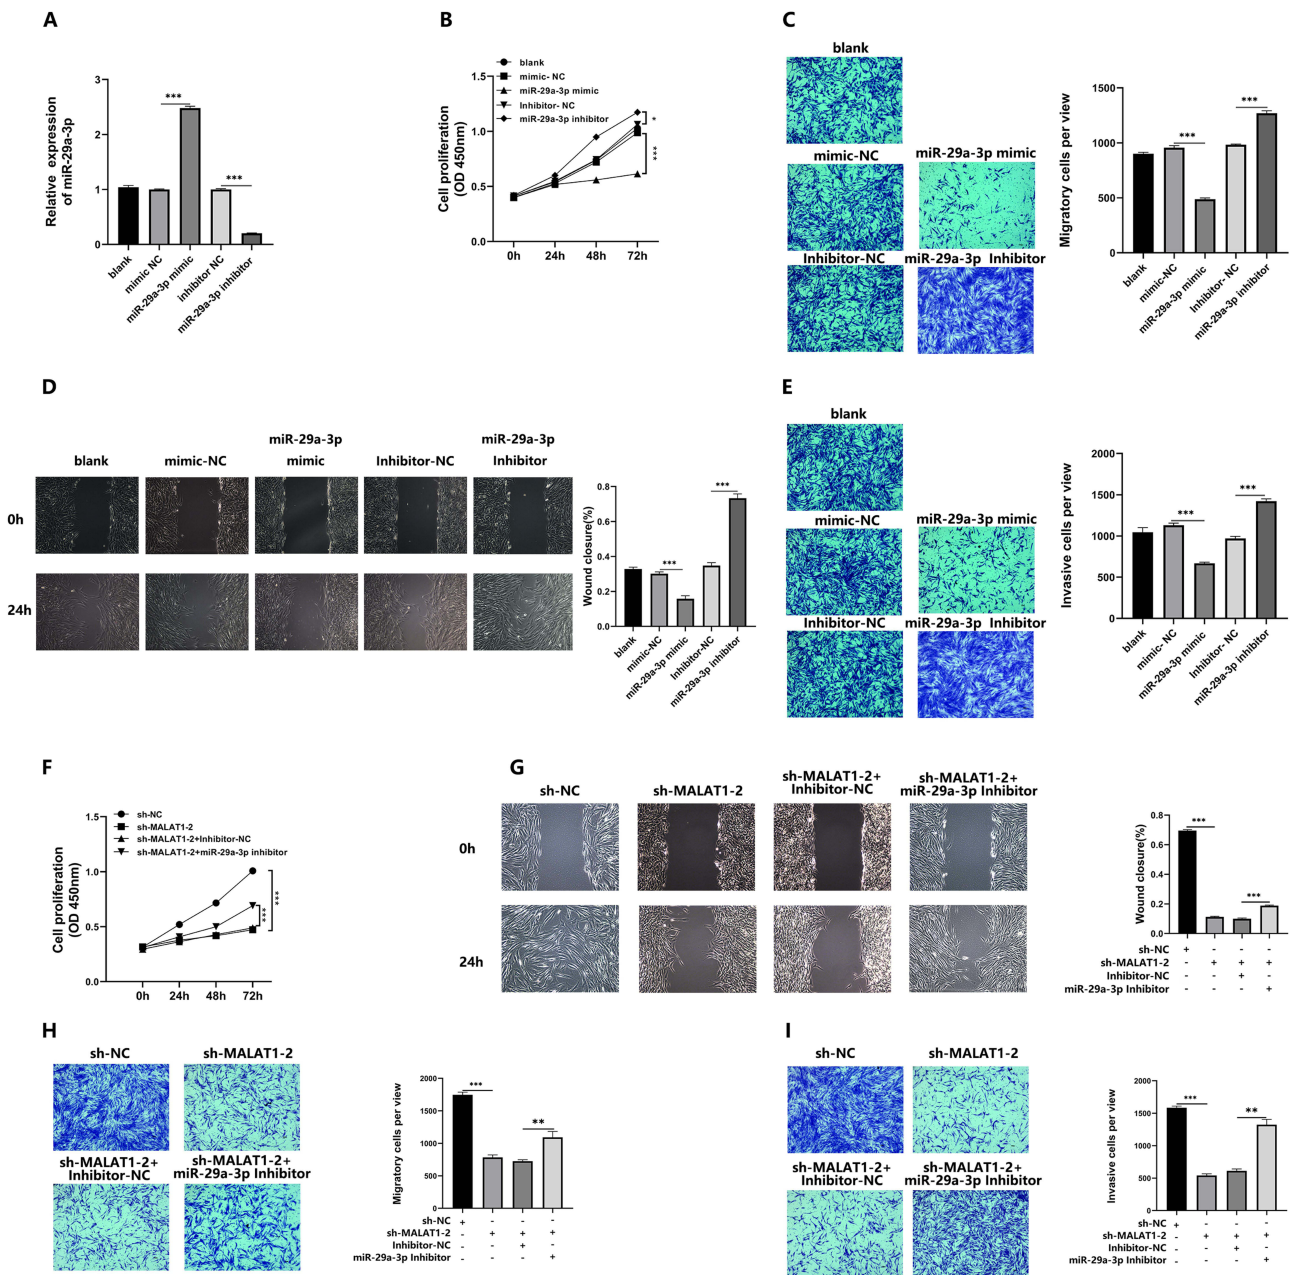 A
Relative expression
of miR-29a-3p
3
2
1
0
***
***
blank
mimic NC
miR-29a-3p mimic
inhibitor NC
miR-29a-3p inhibitor
B
Cell proliferation
(OD 450nm)
1.5
1.0
0.5
0.0
blank
mimic- NC
miR-29a-3p mimic
Inhibitor- NC
miR-29a-3p inhibitor
*
***
0h 24h 48h 72h
C
blank
mimic-NC
miR-29a-3p mimic
Inhibitor-NC
miR-29a-3p Inhibitor
Migratory cells per view
1500
1000
500
0
***
***
blank
mimic-NC
miR-29a-3p mimic
Inhibitor-NC
miR-29a-3p inhibitor
D
blank
mimic-NC
miR-29a-3p
mimic
Inhibitor-NC
miR-29a-3p
Inhibitor
0h
24h
Wound closure(%)
0.8
0.6
0.4
0.2
0.0
***
***
blank
mimic-NC
miR-29a-3p mimic
Inhibitor-NC
miR-29a-3p inhibitor
E
blank
mimic-NC
miR-29a-3p mimic
Inhibitor-NC
miR-29a-3p Inhibitor
Invasive cells per view
2000
1500
1000
500
0
***
***
blank
mimic- NC
miR-29a-3p mimic
Inhibitor- NC
miR-29a-3p inhibitor
F
Cell proliferation
(OD 450nm)
1.5
1.0
0.5
0.0
sh-NC
sh-MALAT1-2
sh-MALAT1-2+Inhibitor-NC
sh-MALAT1-2+miR-29a-3p inhibitor
***
***
0h 24h 48h 72h
G
sh-NC
sh-MALAT1-2
sh-MALAT1-2+
Inhibitor-NC
sh-MALAT1-2+
miR-29a-3p Inhibitor
0h
24h
Wound closure(%)
0.8
0.6
0.4
0.2
0.0
***
***
sh-NC + - - -
sh-MALAT1-2 - + + +
Inhibitor-NC - - + -
miR-29a-3p Inhibitor - - - +
H
sh-NC
sh-MALAT1-2
sh-MALAT1-2+
Inhibitor-NC
sh-MALAT1-2+
miR-29a-3p Inhibitor
Migratory cells per view
2000
1500
1000
500
0
***
**
sh-NC + - - -
sh-MALAT1-2 - + + +
Inhibitor-NC - - + -
miR-29a-3p Inhibitor - - - +
I
sh-NC
sh-MALAT1-2
sh-MALAT1-2+
Inhibitor-NC
sh-MALAT1-2+
miR-29a-3p Inhibitor
Invasive cells per view
2000
1500
1000
500
0
***
**
sh-NC + - - -
sh-MALAT1-2 - + + +
Inhibitor-NC - - + -
miR-29a-3p Inhibitor - - - +